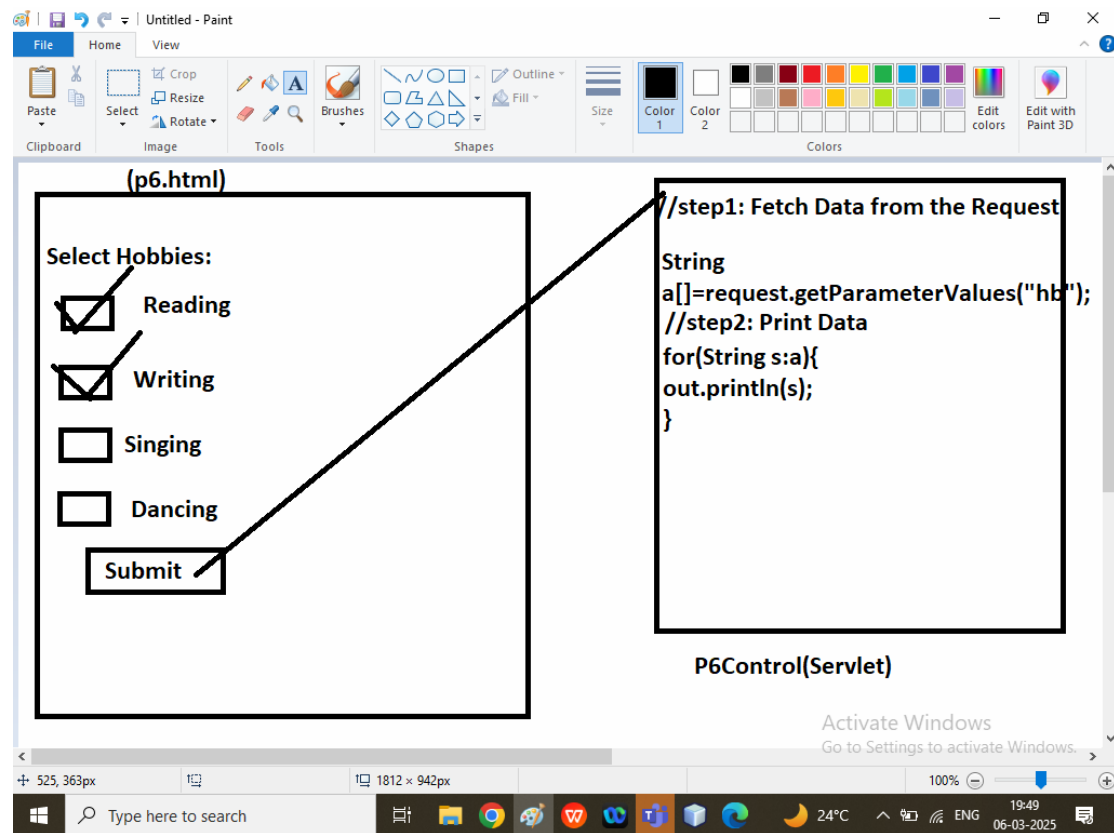 Untitled - Paint
File Home View
Paste
Select
Crop
Resize
Rotate
A
Brushes
Outline
Fill
Size
Color 1
Color 2
Edit colors
Edit with Paint 3D
?
Clipboard Image Tools Shapes Colors
(p6.html)
Select Hobbies:
Reading
Writing
Singing
Dancing
Submit
//step1: Fetch Data from the Request
String
a[]=request.getParameterValues("hb");
//step2: Print Data
for(String s:a){
out.println(s);
}
P6Control(Servlet)
Activate Windows
Go to Settings to activate Windows.
525, 363px 1812 × 942px 100%
Type here to search
24°C ENG 19:49
06-03-2025